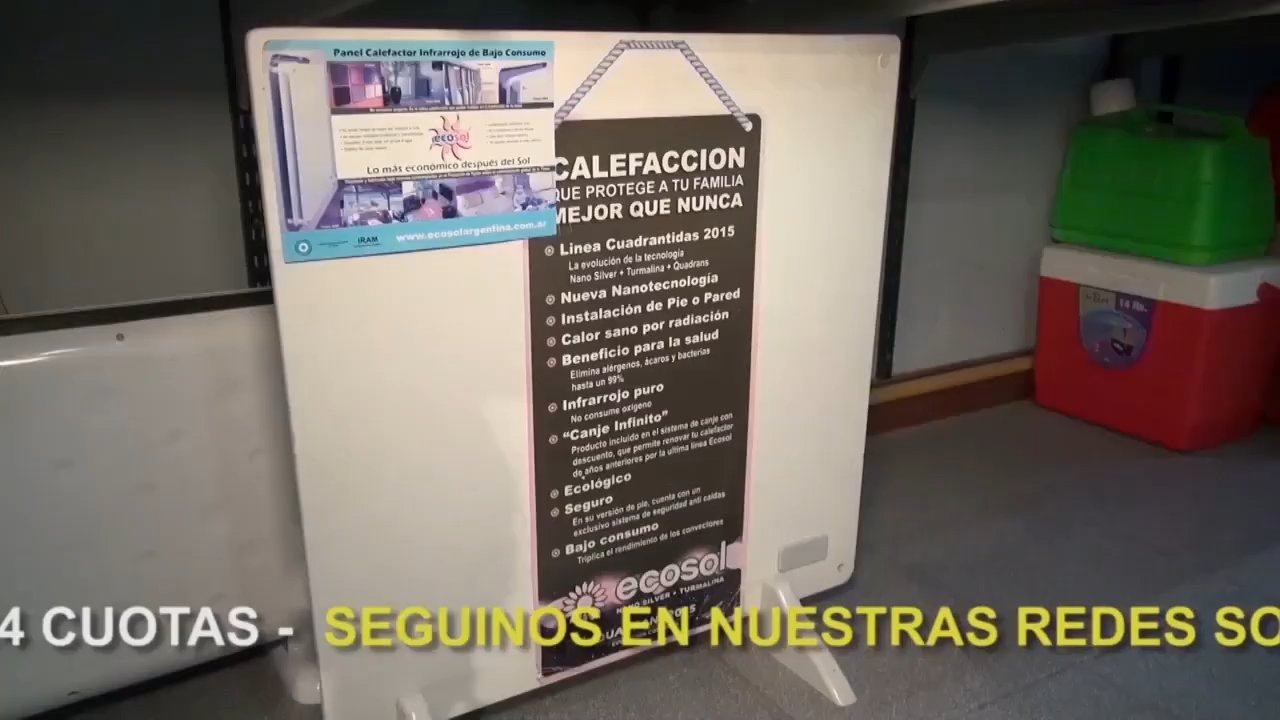 Panel Calefactor Infrarrojo de Bajo Consumo
ecosol
Lo más económico después del Sol
IRAM
www.ecosolargentina.com.ar
CALEFACCION
QUE PROTEGE A TU FAMILIA
MEJOR QUE NUNCA
Linea Cuadrantidas 2015
La evolución de la tecnología
Nano Silver + Turmalina + Quadrans
Nueva Nanotecnología
Instalación de Pie o Pared
Calor sano por radiación
Beneficio para la salud
Elimina alérgenos, ácaros y bacterias
hasta un 99%
Infrarrojo puro
No consume oxigeno
"Canje Infinito"
Producto incluido en el sistema de canje con
descuento, que permite renovar tu calefactor
de años anteriores por la ultima linea Ecosol
Ecológico
Seguro
En su versión de pie, cuenta con un
exclusivo sistema de seguridad anti caidas
Bajo consumo
Triplica el rendimiento de los convectores
ecosol
NANO SILVER + TURMALINA
14 lts.
4 CUOTAS - SEGUINOS EN NUESTRAS REDES SO